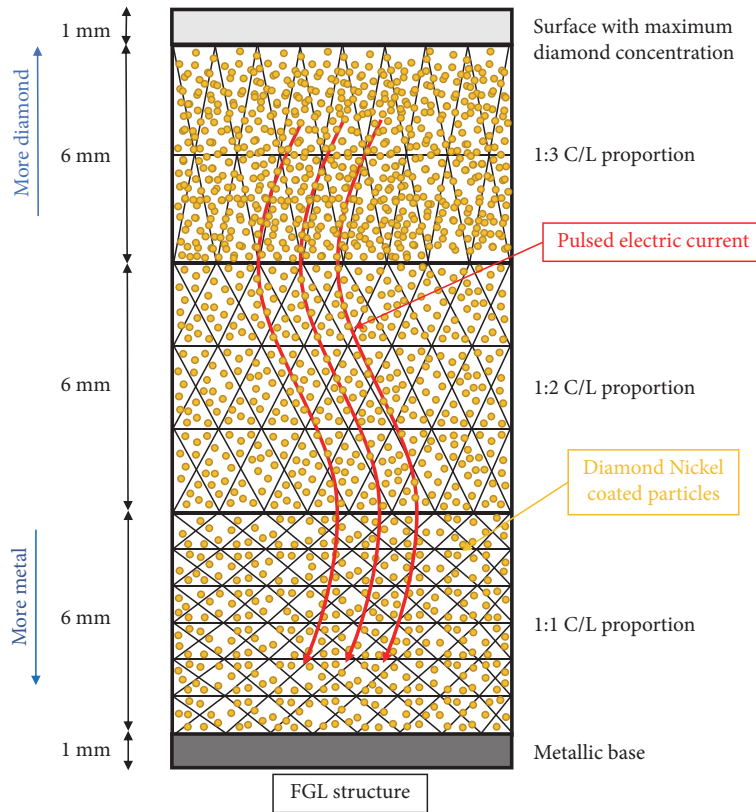 1 mm
Surface with maximum
diamond concentration
More diamond
6 mm
1:3 C/L proportion
Pulsed electric current
6 mm
1:2 C/L proportion
Diamond Nickel
coated particles
More metal
6 mm
1:1 C/L proportion
1 mm
Metallic base
FGL structure